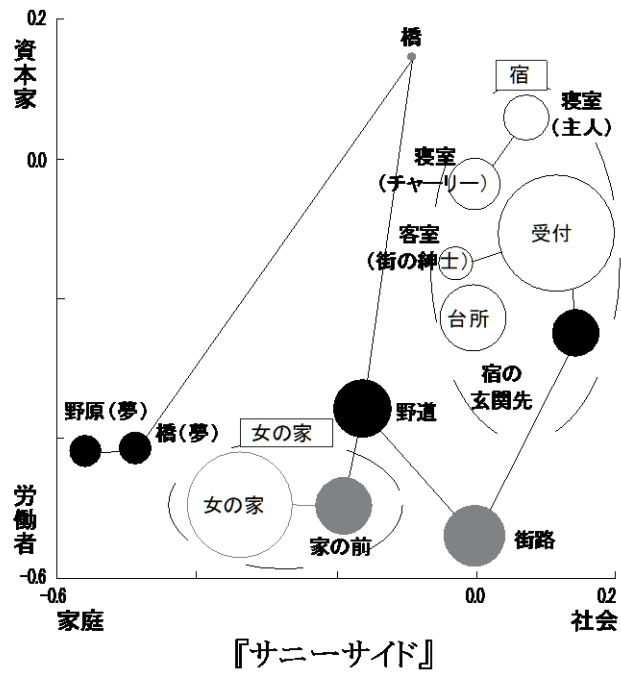 0.2
資本家
橋
宿
寝室
(主人)
0.0
寝室
(チャーリー)
客室
(街の紳士)
受付
台所
宿の
玄関先
野原(夢)
橋(夢)
女の家
野道
女の家
家の前
街路
労働者
-0.6
-0.6
0.0
0.2
家庭
社会
『サニーサイド』